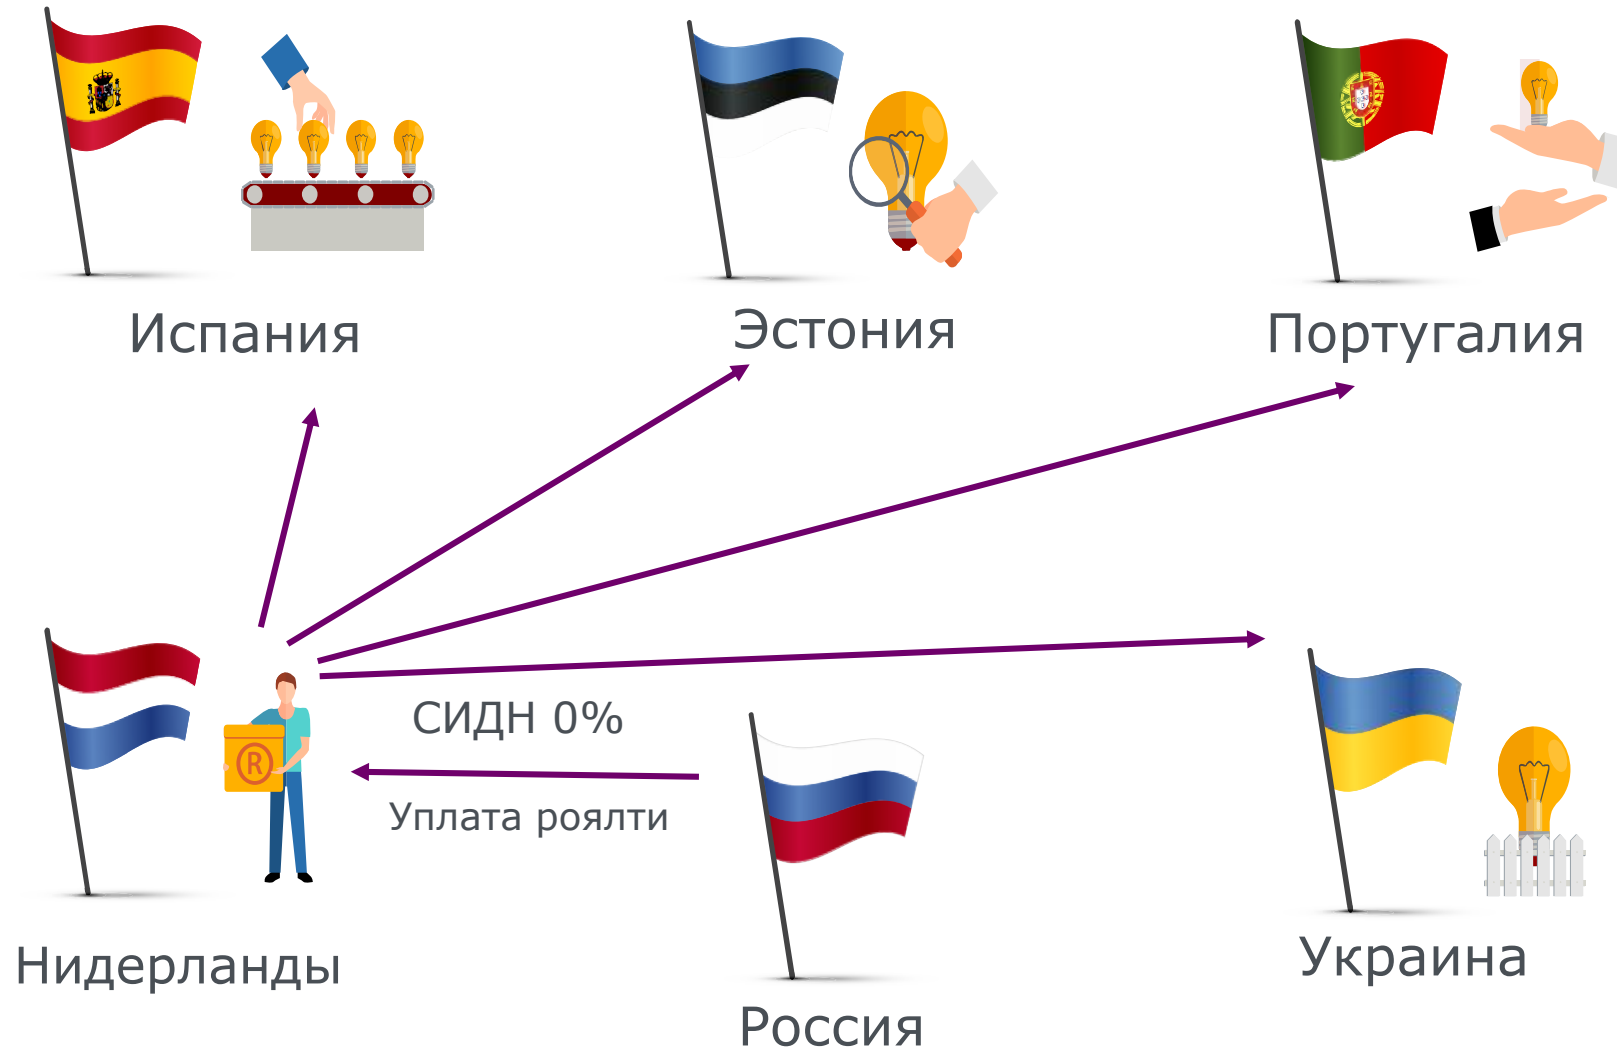 Испания
Эстония
Португалия
СИДН 0%
Уплата роялти
R
Нидерланды
Россия
Украина